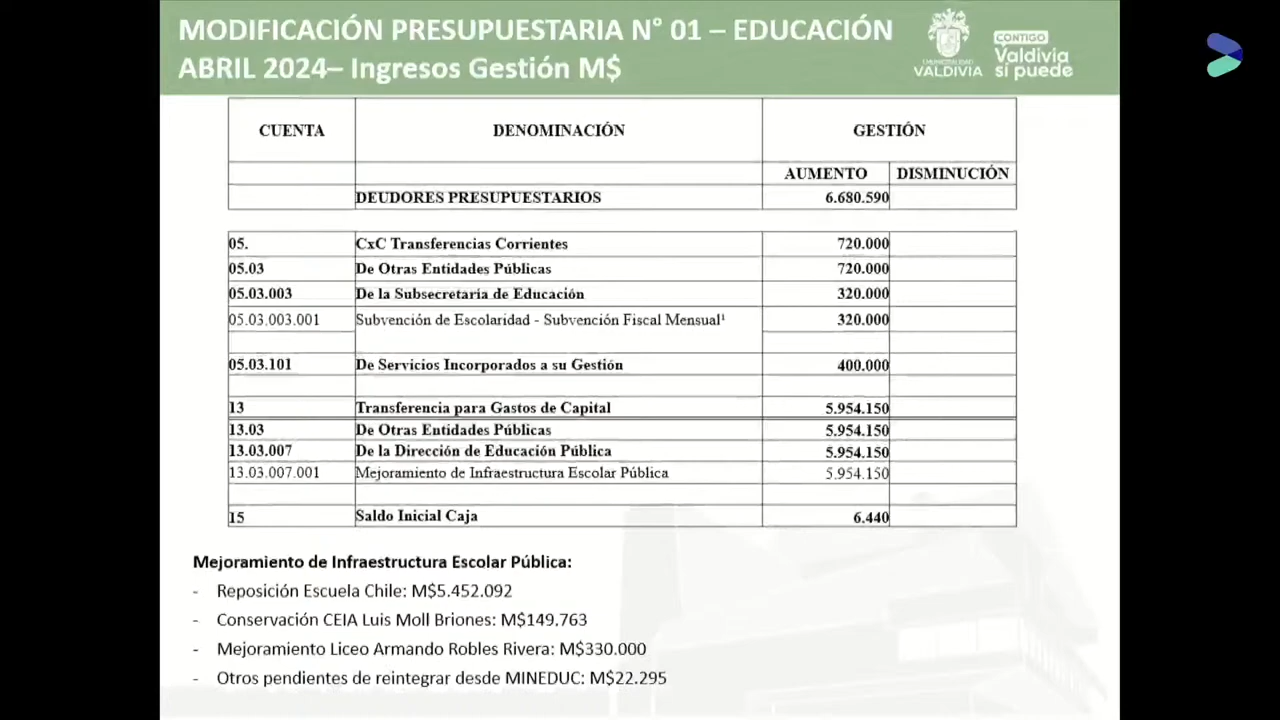 MODIFICACIÓN PRESUPUESTARIA N° 01 – EDUCACIÓN
ABRIL 2024– Ingresos Gestión M$
VALDIVIA
CONTIGO
Valdivia
sí puede
CUENTA DENOMINACIÓN GESTIÓN
AUMENTO DISMINUCIÓN
DEUDORES PRESUPUESTARIOS 6.680.590
05. CxC Transferencias Corrientes 720.000
05.03 De Otras Entidades Públicas 720.000
05.03.003 De la Subsecretaría de Educación 320.000
05.03.003.001 Subvención de Escolaridad - Subvención Fiscal Mensual¹ 320.000
05.03.101 De Servicios Incorporados a su Gestión 400.000
13 Transferencia para Gastos de Capital 5.954.150
13.03 De Otras Entidades Públicas 5.954.150
13.03.007 De la Dirección de Educación Pública 5.954.150
13.03.007.001 Mejoramiento de Infraestructura Escolar Pública 5.954.150
15 Saldo Inicial Caja 6.440
Mejoramiento de Infraestructura Escolar Pública:
- Reposición Escuela Chile: M$5.452.092
- Conservación CEIA Luis Moll Briones: M$149.763
- Mejoramiento Liceo Armando Robles Rivera: M$330.000
- Otros pendientes de reintegrar desde MINEDUC: M$22.295